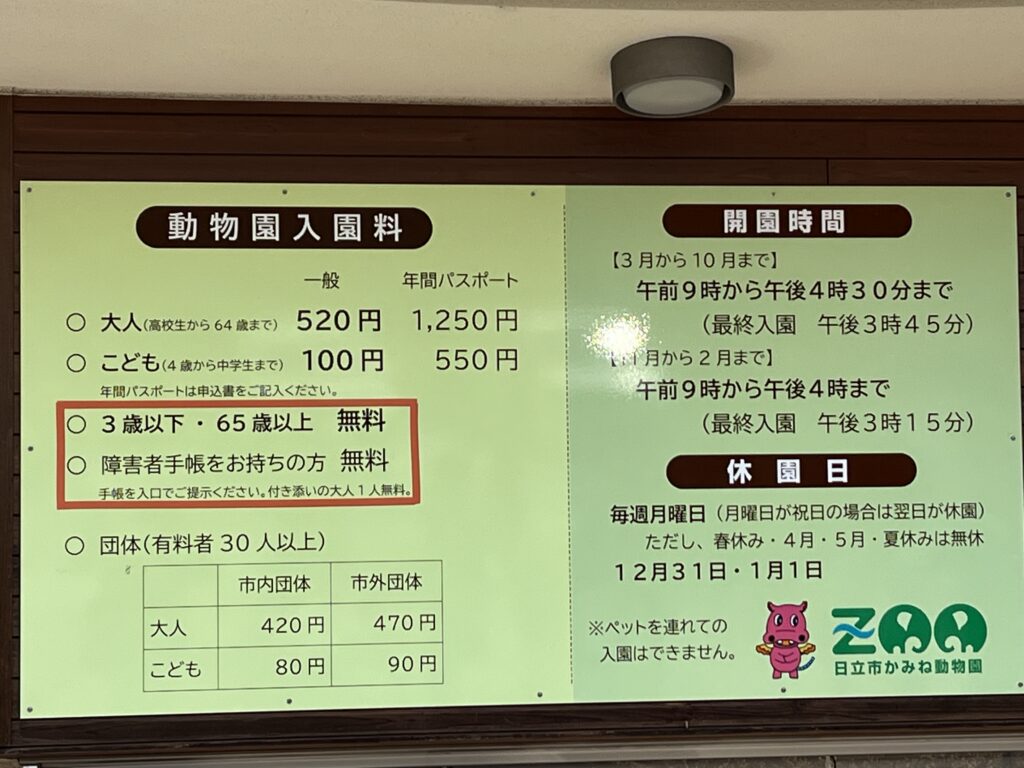 動物園入園料
一般 年間パスポート
○ 大人(高校生から64歳まで) 520円 1,250円
○ こども(4歳から中学生まで) 100円 550円
年間パスポートは申込書をご記入ください。
○ 3歳以下・65歳以上 無料
○ 障害者手帳をお持ちの方 無料
手帳を入口でご提示ください。付き添いの大人1人無料。
○ 団体(有料者30人以上)
市内団体 市外団体
大人 420円 470円
こども 80円 90円
開園時間
【3月から10月まで】
午前9時から午後4時30分まで
(最終入園 午後3時45分)
【11月から2月まで】
午前9時から午後4時まで
(最終入園 午後3時15分)
休園日
毎週月曜日(月曜日が祝日の場合は翌日が休園)
ただし、春休み・4月・5月・夏休みは無休
12月31日・1月1日
※ペットを連れての
入園はできません。
ZOO
日立市かみね動物園